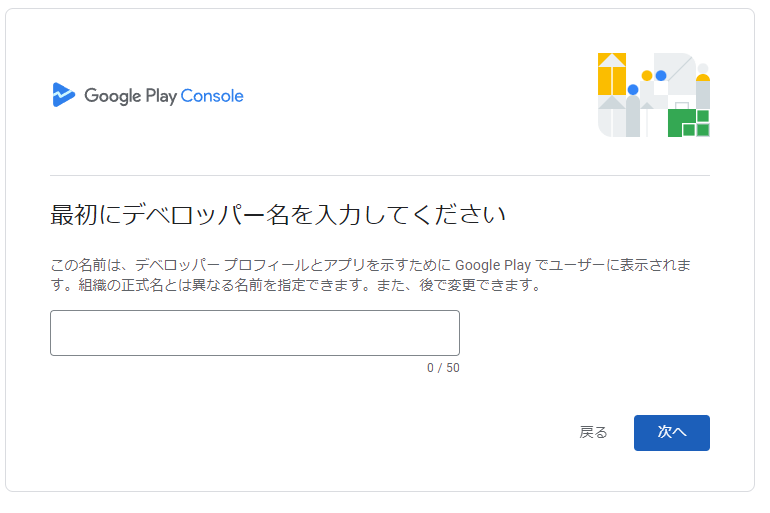 Google Play Console
最初にデベロッパー名を入力してください
この名前は、デベロッパー プロフィールとアプリを示すために Google Play でユーザーに表示されま
す。組織の正式名とは異なる名前を指定できます。また、後で変更できます。
0 / 50
戻る 次へ